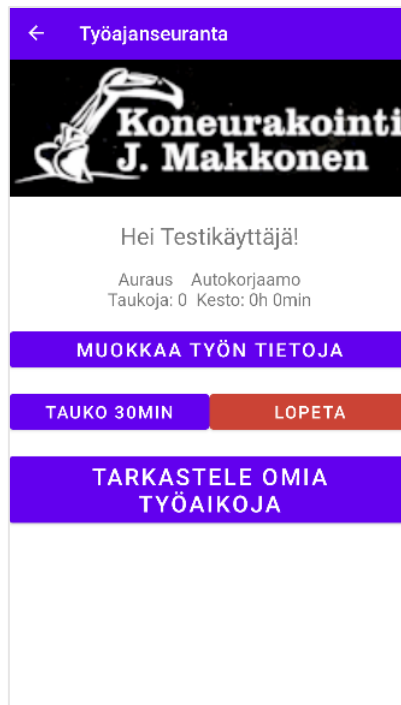 Työajanseuranta
Koneurakointi
J. Makkonen
Hei Testikäyttäjä!
Auraus Autokorjaamo
Taukoja: 0 Kesto: 0h 0min
MUOKKAA TYÖN TIETOJA
TAUKO 30MIN LOPETA
TARKASTELE OMIA
TYÖAIKOJA